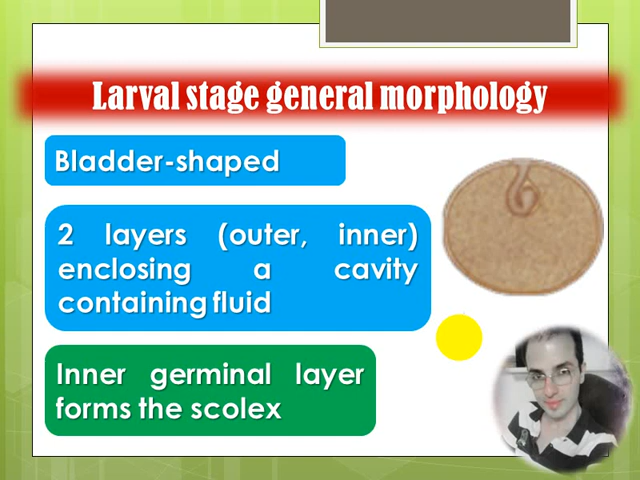 Larval stage general morphology
Bladder-shaped
2 layers (outer, inner)
enclosing a cavity
containing fluid
Inner germinal layer
forms the scolex